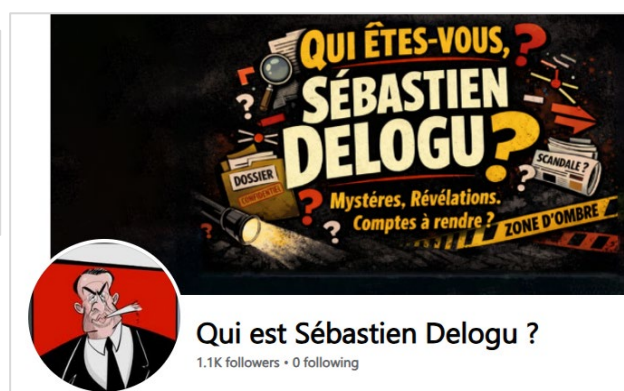 QUI ÊTES-VOUS,
SÉBASTIEN
DELOGU?
DOSSIER
CONFIDENTIEL
SCANDALE ?
Mystéres, Révélations.
Comptes à rendre ?
ZONE D'OMBRE
Qui est Sébastien Delogu ?
1.1K followers • 0 following